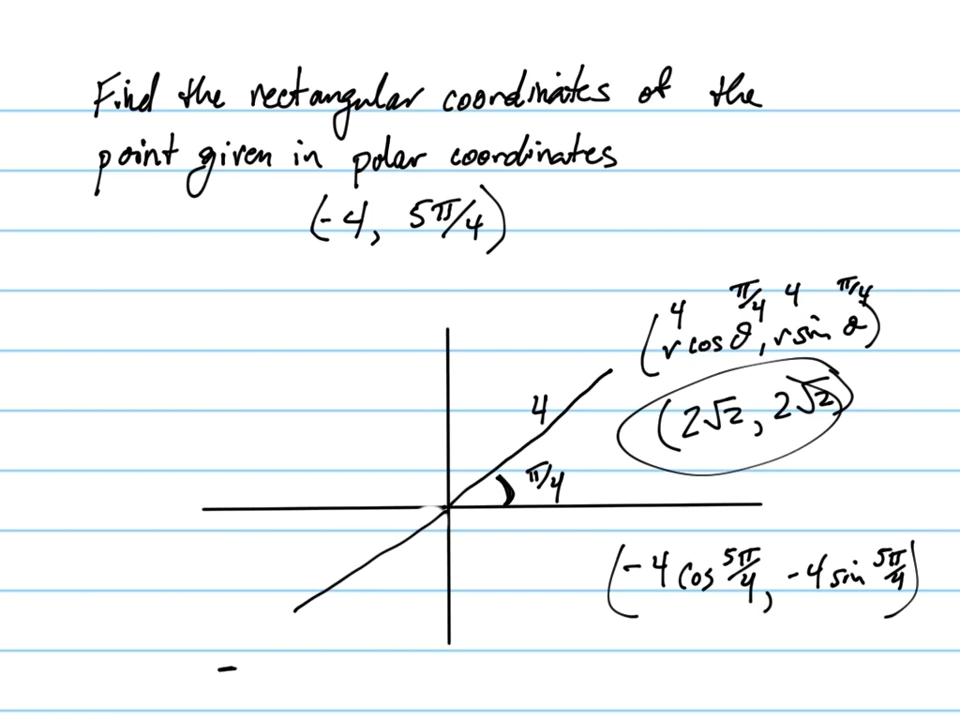 Find the rectangular coordinates of the
point given in polar coordinates
(-4, 5π/4)
4 π/4 4 π/4
(r cos θ, r sin θ)
4
(2√2, 2√2)
π/4
(-4 cos 5π/4, -4 sin 5π/4)
-